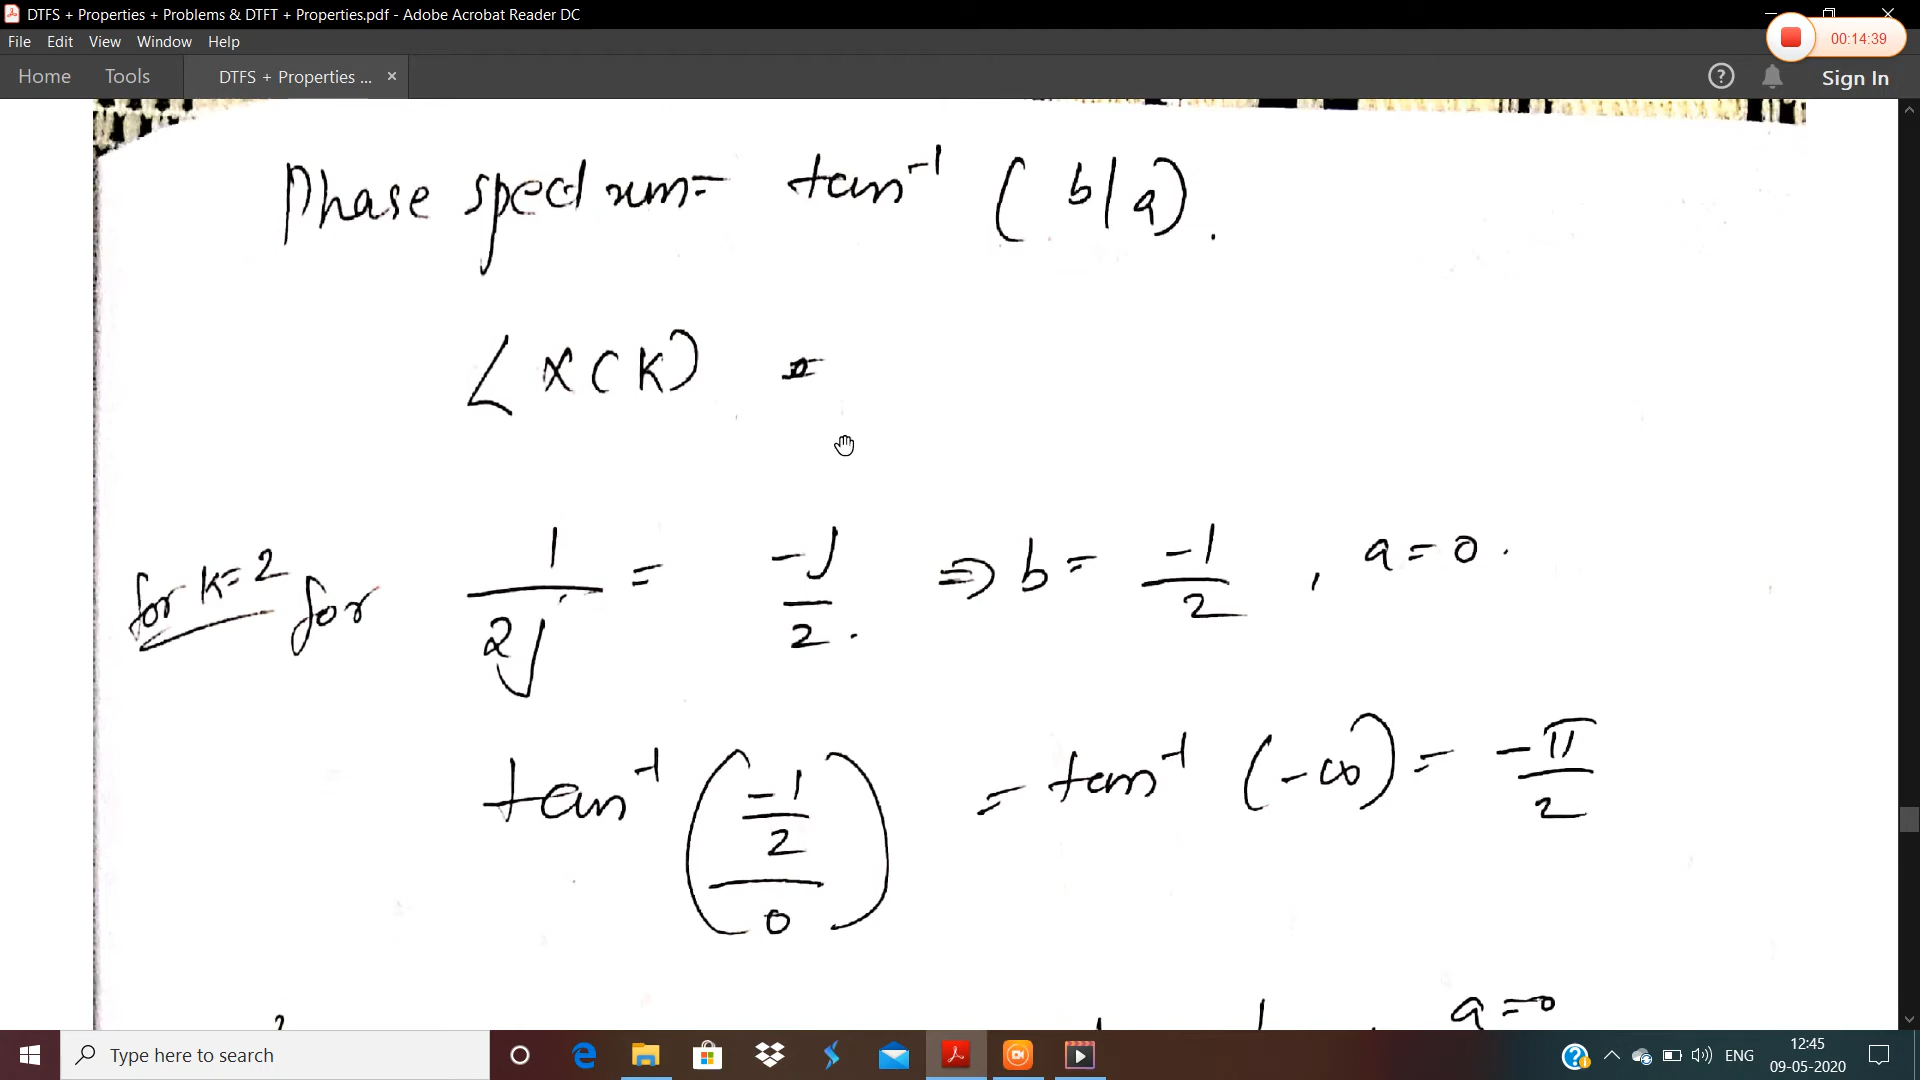 DTFS + Properties + Problems & DTFT + Properties.pdf - Adobe Acrobat Reader DC
File Edit View Window Help
00:14:39
Home Tools DTFS + Properties ... × Sign In
Phase spectrum = tan⁻¹ (b/a).
∠X(K) =
for k=2 for 1/2j = -j/2. ⇒ b = -1/2 , a=0.
tan⁻¹ ((-1/2)/0) = tan⁻¹ (-∞) = -π/2
a=0
Type here to search
ENG
12:45
09-05-2020